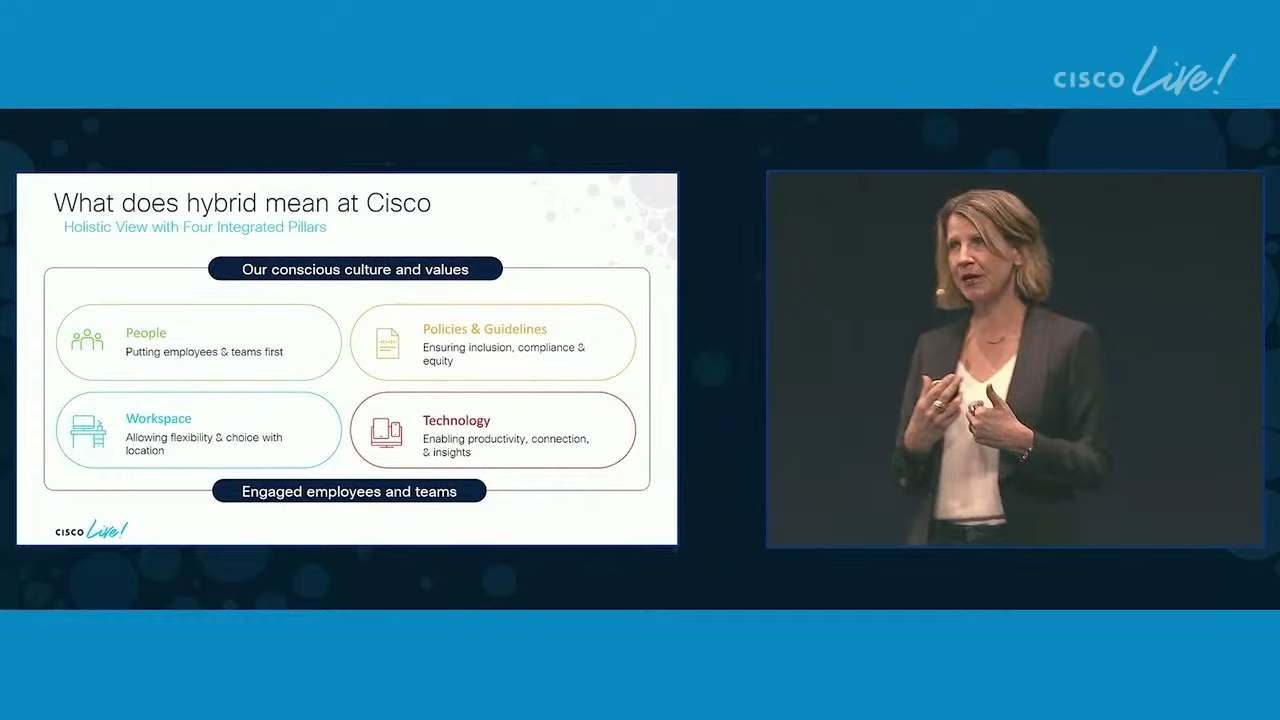 CISCO Live!
What does hybrid mean at Cisco
Holistic View with Four Integrated Pillars
Our conscious culture and values
People
Putting employees & teams first
Policies & Guidelines
Ensuring inclusion, compliance &
equity
Workspace
Allowing flexibility & choice with
location
Technology
Enabling productivity, connection,
& insights
Engaged employees and teams
CISCO Live!